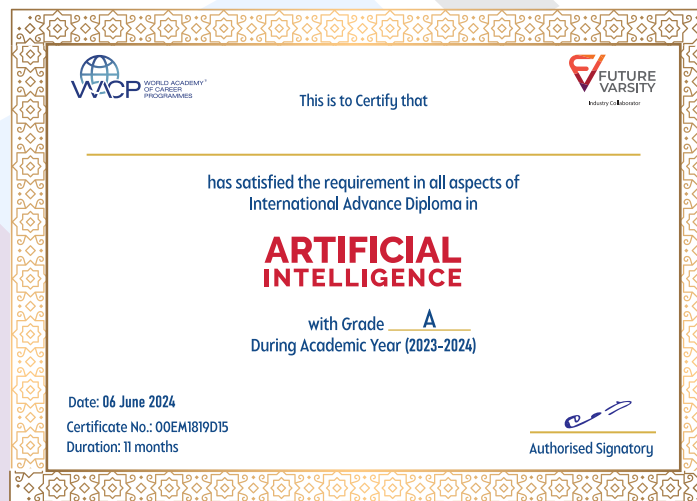 WACP WORLD ACADEMY®
OF CAREER
PROGRAMMES
FUTURE
VARSITY
Industry Collaborator
This is to Certify that
has satisfied the requirement in all aspects of
International Advance Diploma in
ARTIFICIAL
INTELLIGENCE
with Grade A
During Academic Year (2023-2024)
Date: 06 June 2024
Certificate No.: 00EM1819D15
Duration: 11 months
Authorised Signatory